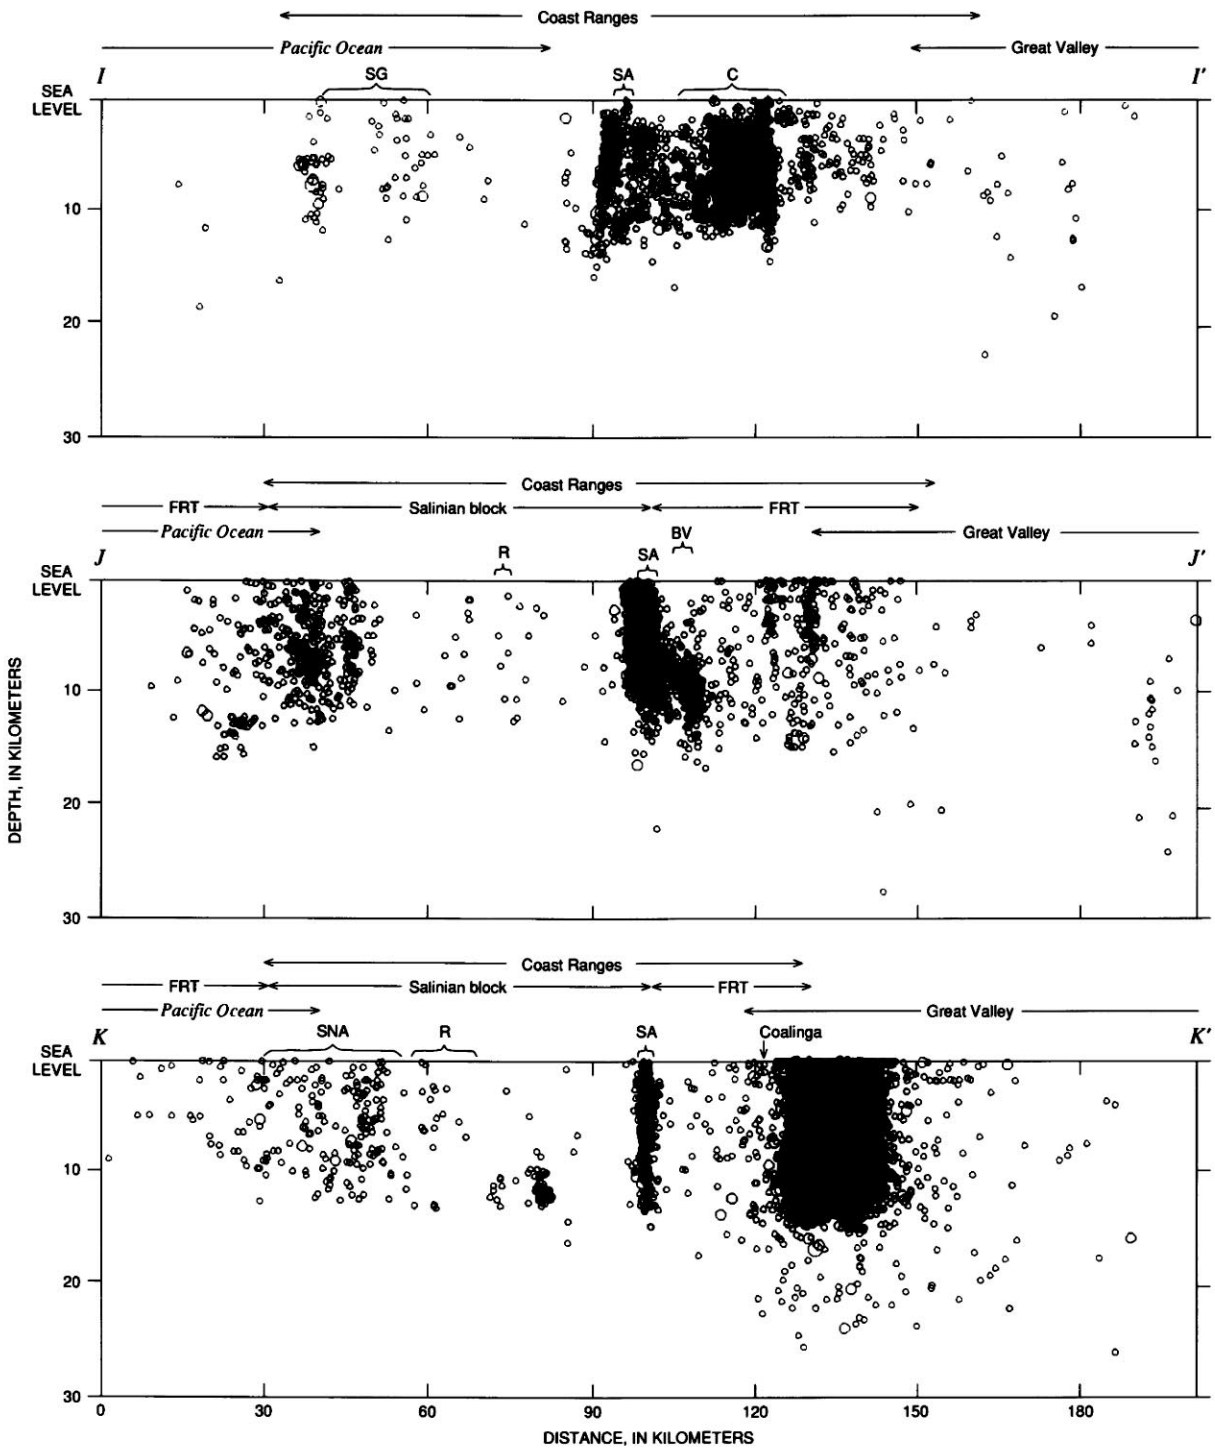 Coast Ranges
Pacific Ocean
Great Valley
I
SG
SA
C
I'
SEA
LEVEL
10
20
30
Coast Ranges
FRT
Salinian block
FRT
Pacific Ocean
BV
Great Valley
J
R
SA
J'
SEA
LEVEL
10
20
30
DEPTH, IN KILOMETERS
Coast Ranges
FRT
Salinian block
FRT
Pacific Ocean
Great Valley
K
SNA
R
SA
Coalinga
K'
SEA
LEVEL
10
20
30
0 30 60 90 120 150 180
DISTANCE, IN KILOMETERS